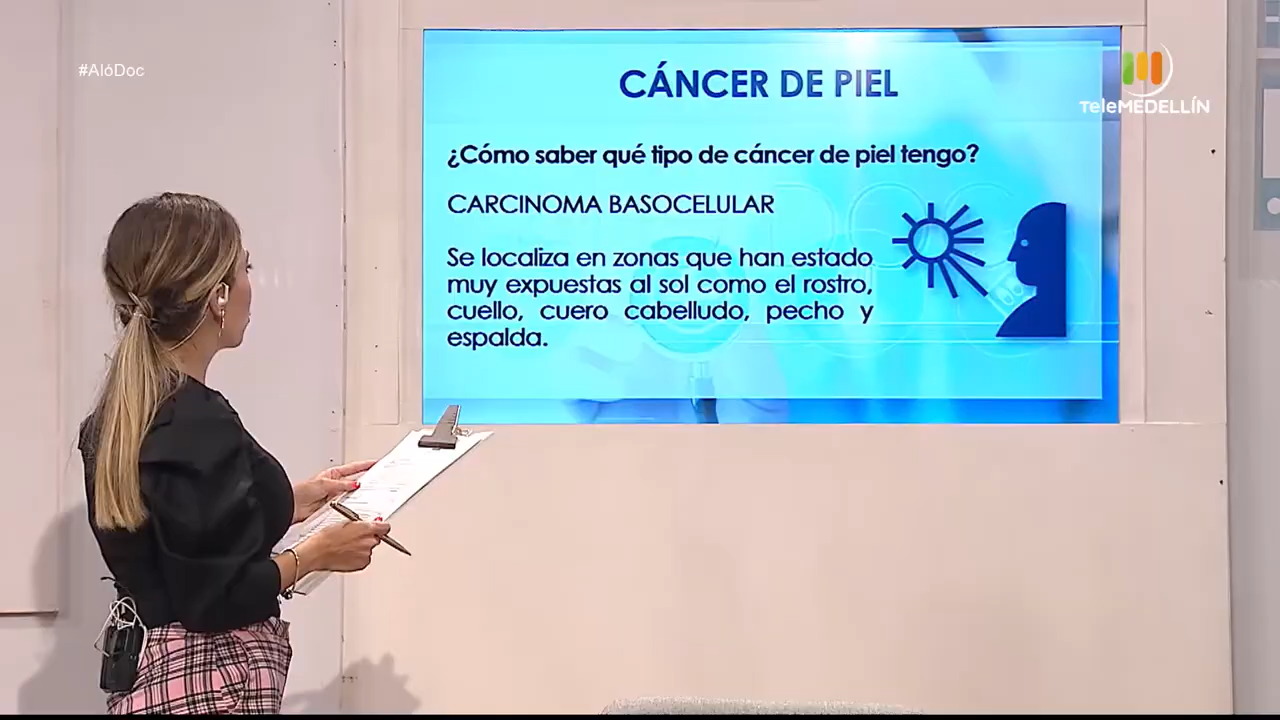 #AlóDoc
TeleMEDELLÍN
CÁNCER DE PIEL
¿Cómo saber qué tipo de cáncer de piel tengo?
CARCINOMA BASOCELULAR
Se localiza en zonas que han estado
muy expuestas al sol como el rostro,
cuello, cuero cabelludo, pecho y
espalda.